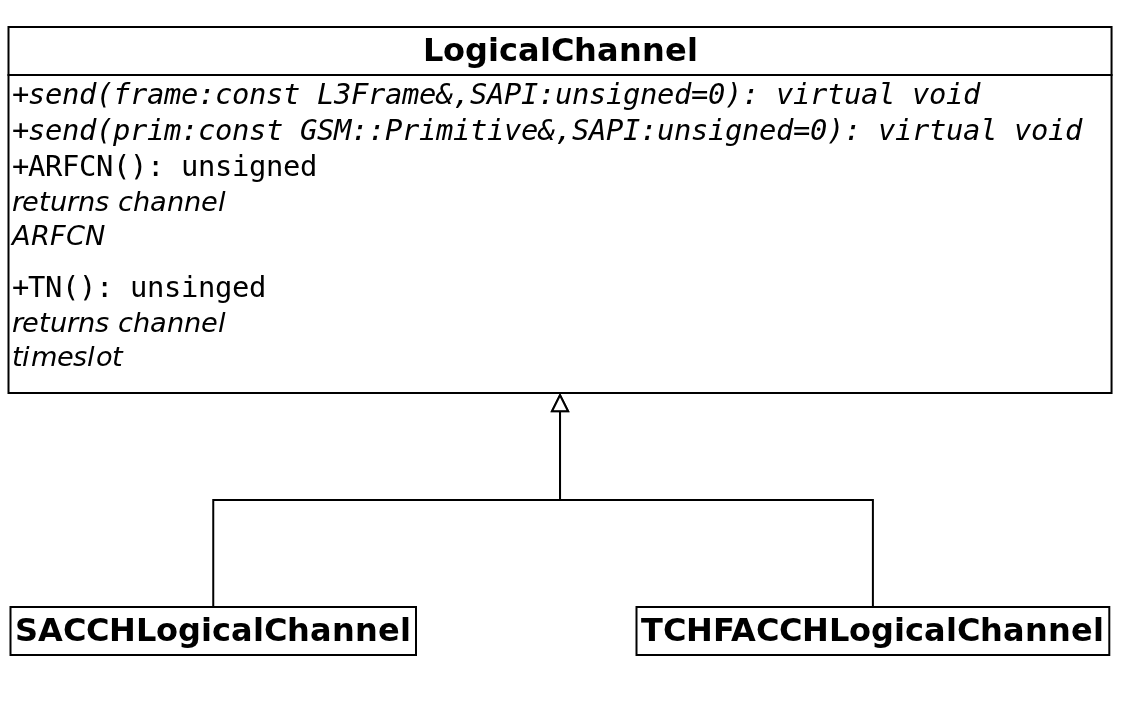 LogicalChannel
+send(frame:const L3Frame&,SAPI:unsigned=0): virtual void
+send(prim:const GSM::Primitive&,SAPI:unsigned=0): virtual void
+ARFCN(): unsigned
returns channel
ARFCN
+TN(): unsinged
returns channel
timeslot
SACCHLogicalChannel
TCHFACCHLogicalChannel